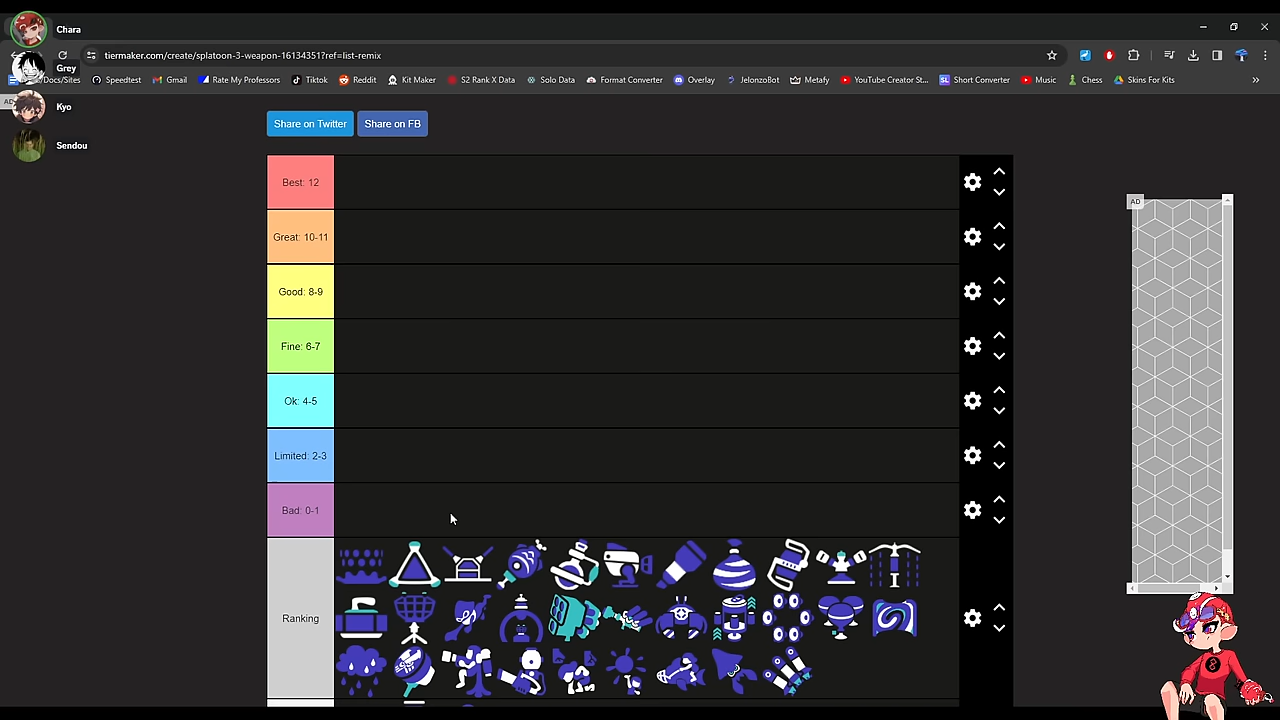 Chara
tiermaker.com/create/splatoon-3-weapon-16134351?ref=list-remix
Grey
Docs/Sites Speedtest Gmail Rate My Professors Tiktok Reddit Kit Maker S2 Rank X Data Solo Data Format Converter Overlay JelonzoBot Metafy YouTube Creator St... Short Converter Music Chess Skins For Kits »
AD
Kyo
Share on Twitter Share on FB
Sendou
Best: 12
AD
Great: 10-11
Good: 8-9
Fine: 6-7
Ok: 4-5
Limited: 2-3
Bad: 0-1
Ranking